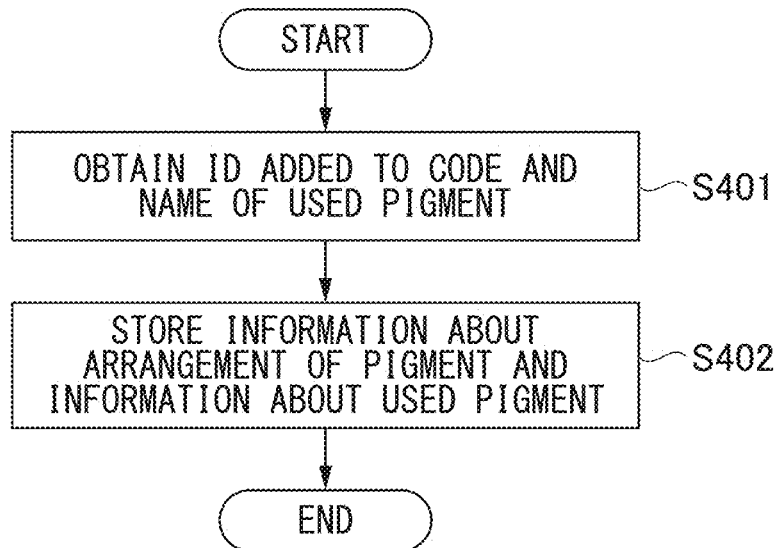 START
OBTAIN ID ADDED TO CODE AND
NAME OF USED PIGMENT
S401
STORE INFORMATION ABOUT
ARRANGEMENT OF PIGMENT AND
INFORMATION ABOUT USED PIGMENT
S402
END